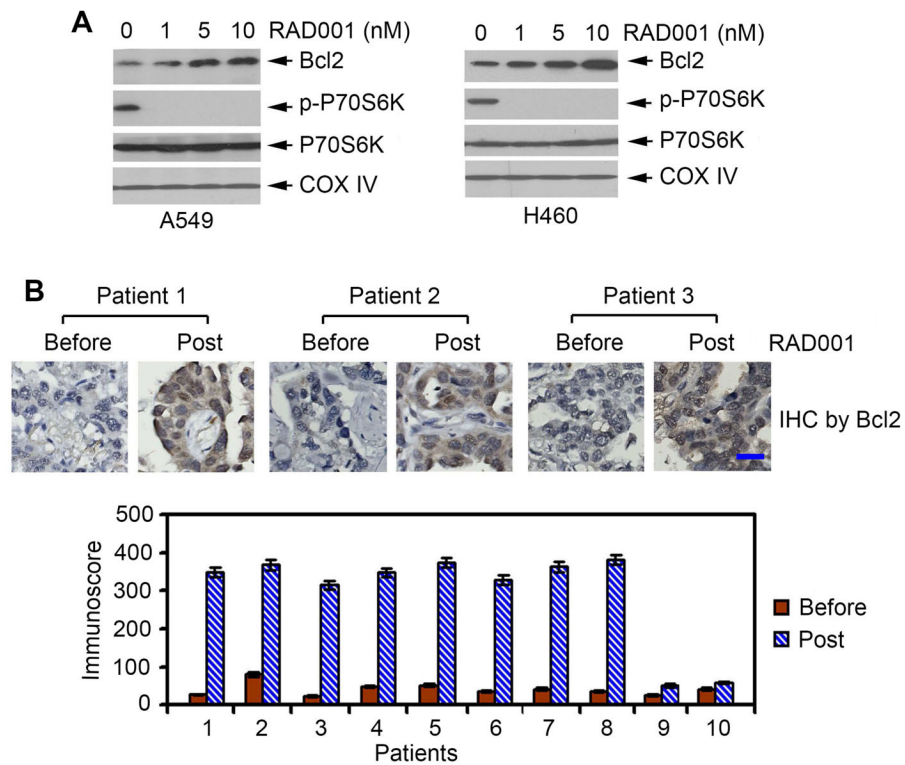 A
0 1 5 10 RAD001 (nM)
Bcl2
p-P70S6K
P70S6K
COX IV
A549
0 1 5 10 RAD001 (nM)
Bcl2
p-P70S6K
P70S6K
COX IV
H460
B
Patient 1 Patient 2 Patient 3
Before Post Before Post Before Post RAD001
IHC by Bcl2
Immunoscore
500
400
300
200
100
0
1 2 3 4 5 6 7 8 9 10
Patients
Before
Post